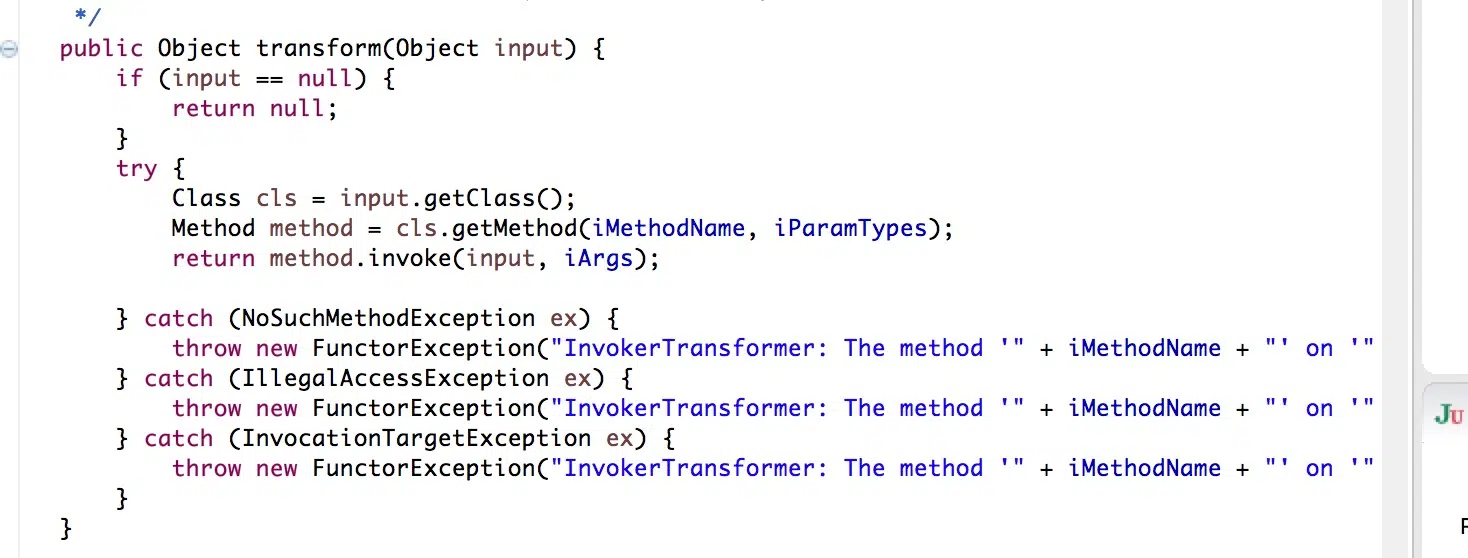 */
public Object transform(Object input) {
    if (input == null) {
        return null;
    }
    try {
        Class cls = input.getClass();
        Method method = cls.getMethod(iMethodName, iParamTypes);
        return method.invoke(input, iArgs);

    } catch (NoSuchMethodException ex) {
        throw new FunctorException("InvokerTransformer: The method '" + iMethodName + "' on '"
    } catch (IllegalAccessException ex) {
        throw new FunctorException("InvokerTransformer: The method '" + iMethodName + "' on '"
    } catch (InvocationTargetException ex) {
        throw new FunctorException("InvokerTransformer: The method '" + iMethodName + "' on '"
    }
}
JU